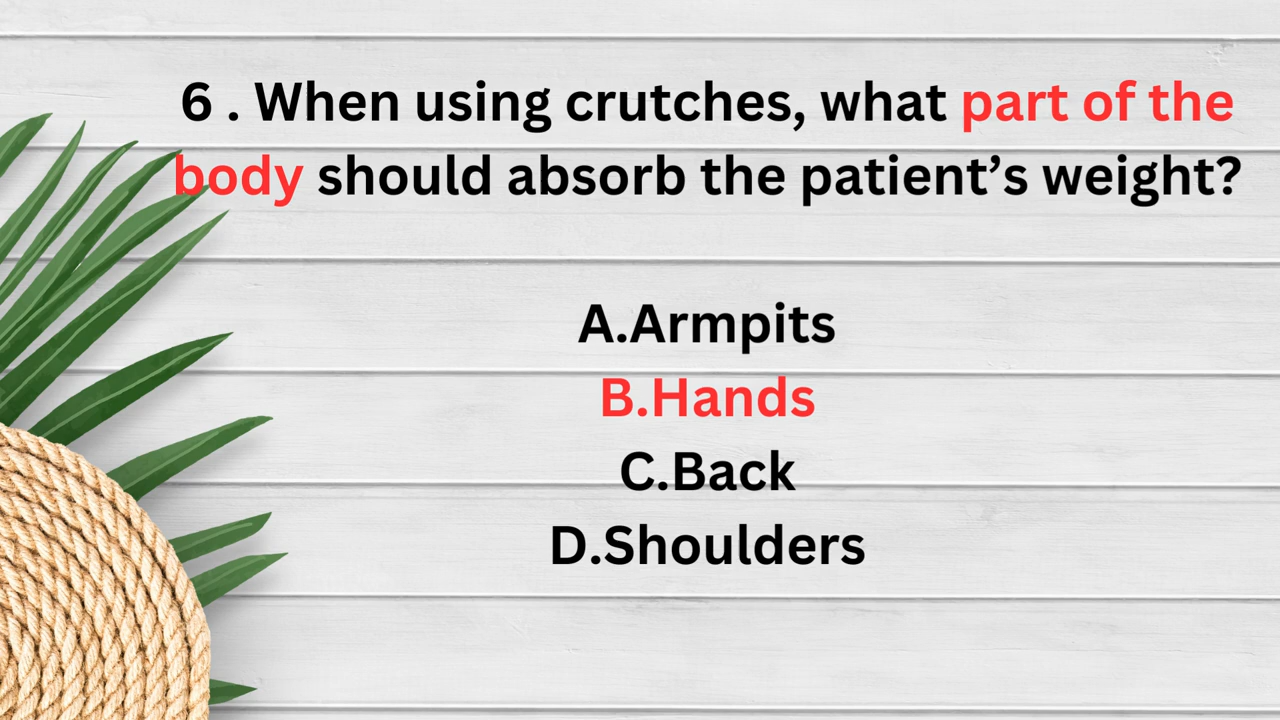 6 . When using crutches, what part of the
body should absorb the patient’s weight?
A.Armpits
B.Hands
C.Back
D.Shoulders